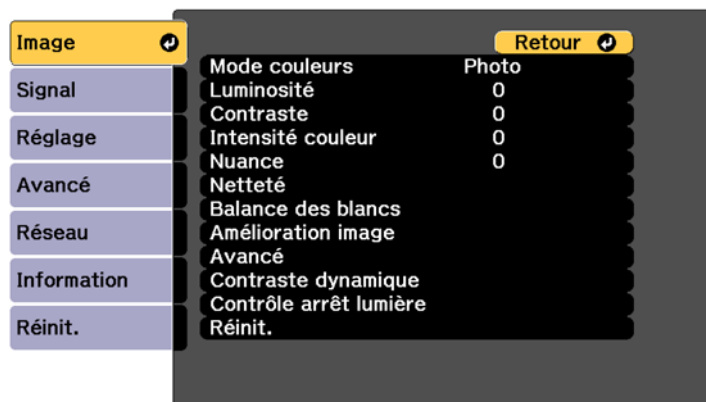 Image
Signal
Réglage
Avancé
Réseau
Information
Réinit.
Retour
Mode couleurs Photo
Luminosité 0
Contraste 0
Intensité couleur 0
Nuance 0
Netteté
Balance des blancs
Amélioration image
Avancé
Contraste dynamique
Contrôle arrêt lumière
Réinit.